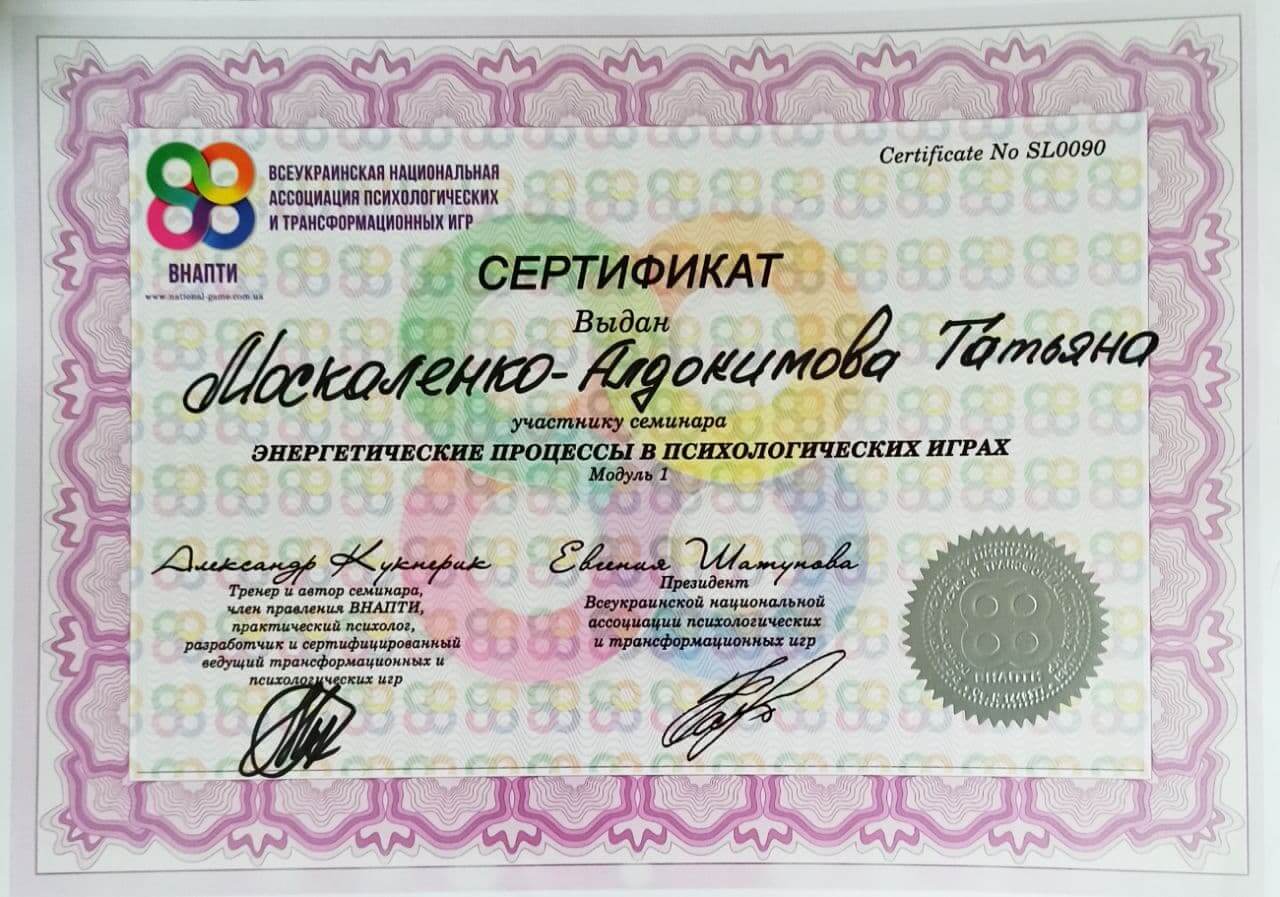 Certificate No SL0090
ВСЕУКРАИНСКАЯ НАЦИОНАЛЬНАЯ
АССОЦИАЦИЯ ПСИХОЛОГИЧЕСКИХ
И ТРАНСФОРМАЦИОННЫХ ИГР
ВНАПТИ
www.national-game.com.ua
СЕРТИФИКАТ
Выдан
Москаленко-Алдокимова Татьяна
участнику семинара
ЭНЕРГЕТИЧЕСКИЕ ПРОЦЕССЫ В ПСИХОЛОГИЧЕСКИХ ИГРАХ
Модуль 1
Александр Кукнерик
Тренер и автор семинара,
член правления ВНАПТИ,
практический психолог,
разработчик и сертифицированный
ведущий трансформационных и
психологических игр
Евгения Шатунова
Президент
Всеукраинской национальной
ассоциации психологических
и трансформационных игр